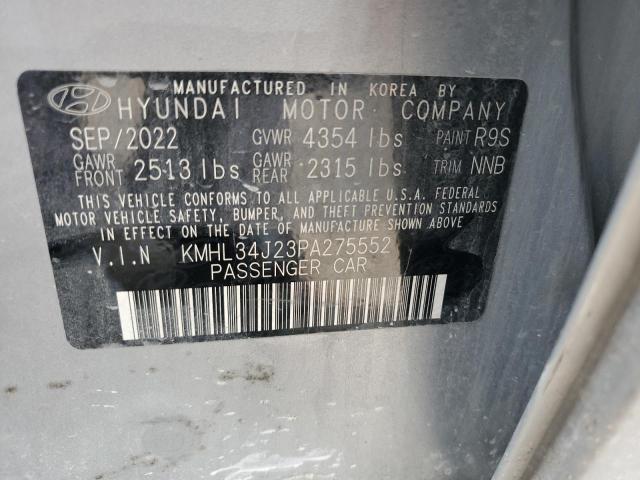 MANUFACTURED IN KOREA BY
HYUNDAI MOTOR COMPANY
SEP/2022 GVWR 4354 lbs PAINT R9S
GAWR FRONT 2513 lbs GAWR REAR 2315 lbs TRIM NNB
THIS VEHICLE CONFORMS TO ALL APPLICABLE U.S.A. FEDERAL
MOTOR VEHICLE SAFETY, BUMPER, AND THEFT PREVENTION STANDARDS
IN EFFECT ON THE DATE OF MANUFACTURE SHOWN ABOVE
V.I.N KMHL34J23PA275552
PASSENGER CAR